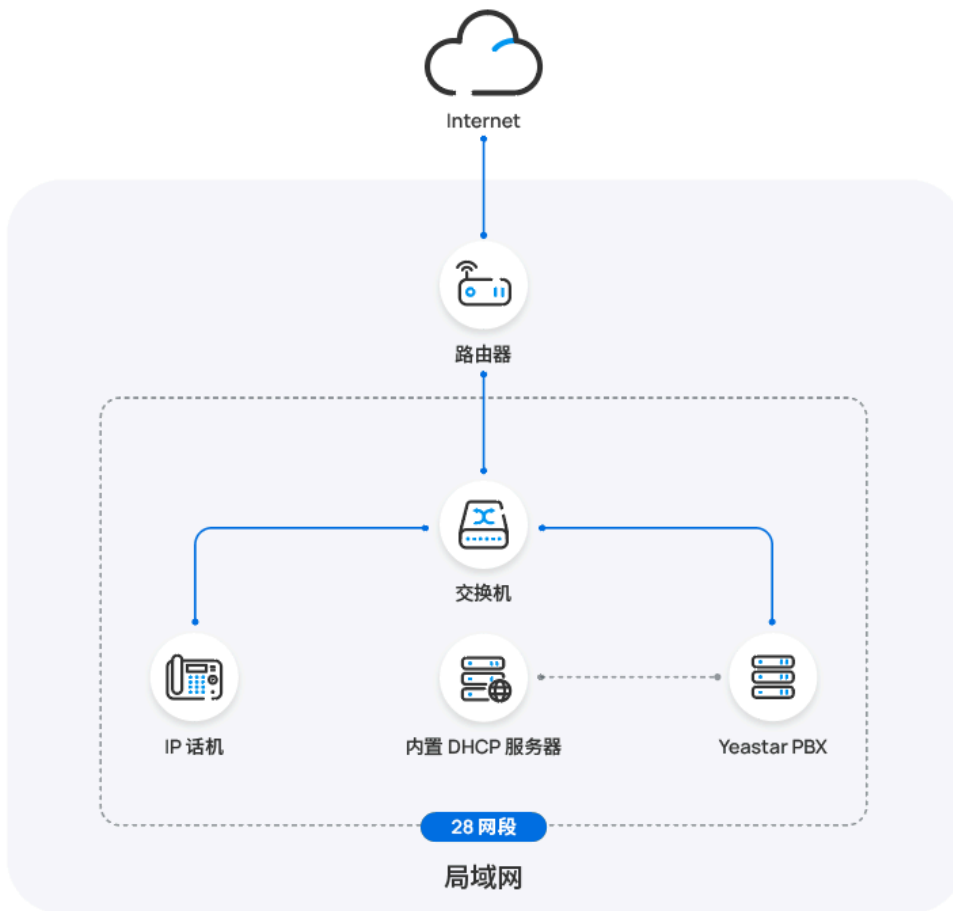 Internet
路由器
交换机
IP 话机
内置 DHCP 服务器
Yeastar PBX
28 网段
局域网